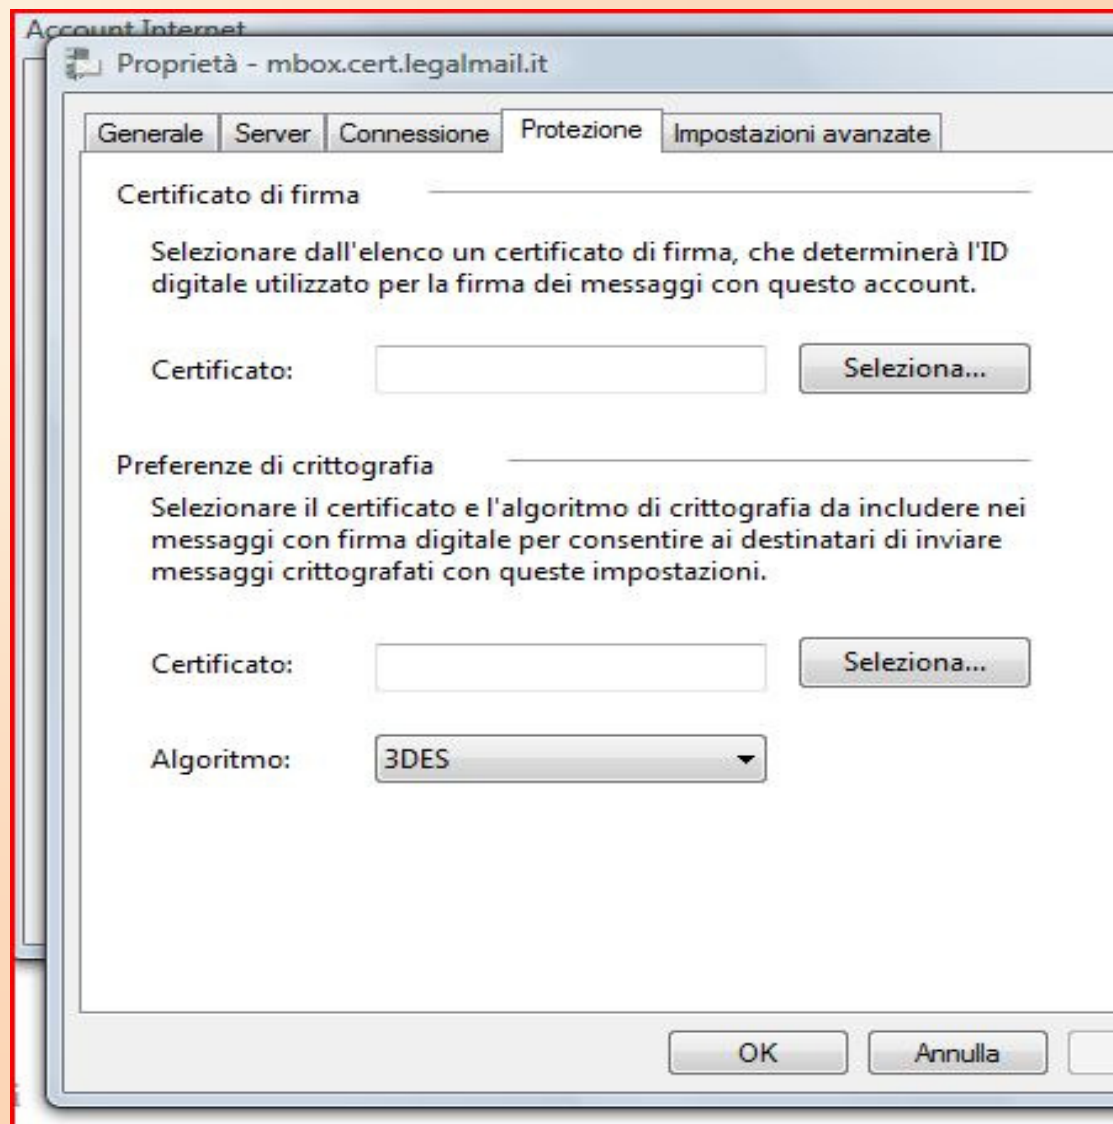 Account Internet
Proprietà - mbox.cert.legalmail.it
Generale Server Connessione Protezione Impostazioni avanzate
Certificato di firma
Selezionare dall'elenco un certificato di firma, che determinerà l'ID
digitale utilizzato per la firma dei messaggi con questo account.
Certificato: Seleziona...
Preferenze di crittografia
Selezionare il certificato e l'algoritmo di crittografia da includere nei
messaggi con firma digitale per consentire ai destinatari di inviare
messaggi crittografati con queste impostazioni.
Certificato: Seleziona...
Algoritmo: 3DES
OK Annulla